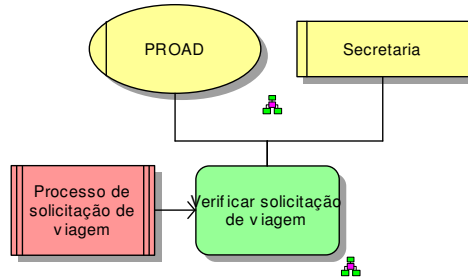 PROAD
Secretaria
Processo de
solicitação de
viagem
Verificar solicitação
de viagem